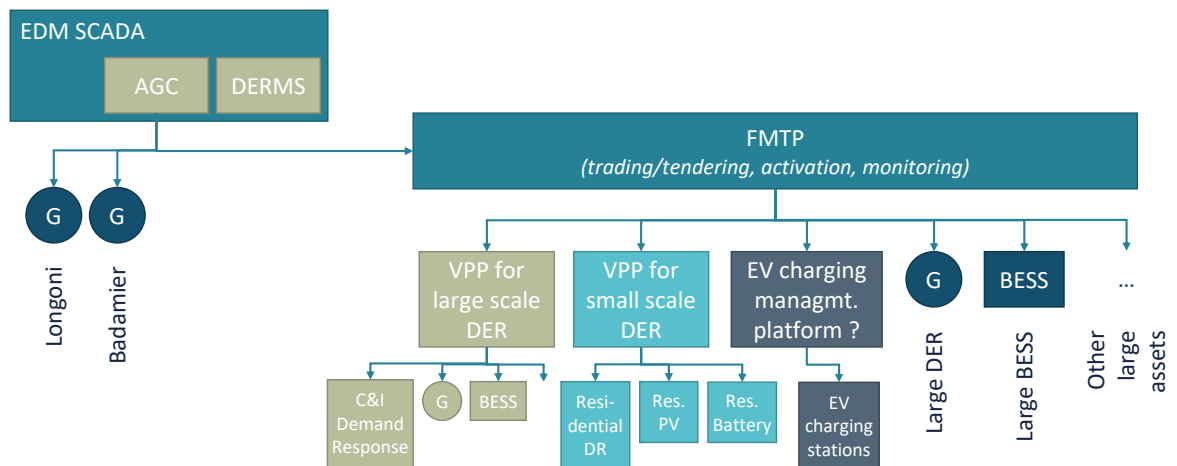 EDM SCADA
AGC
DERMS
FMTP
(trading/tendering, activation, monitoring)
G
G
Longoni
Badamier
VPP for
large scale
DER
VPP for
small scale
DER
EV charging
managmt.
platform ?
G
BESS
...
Large DER
Large BESS
Other
large
assets
C&I
Demand
Response
G
BESS
Resi-
dential
DR
Res.
PV
Res.
Battery
EV
charging
stations